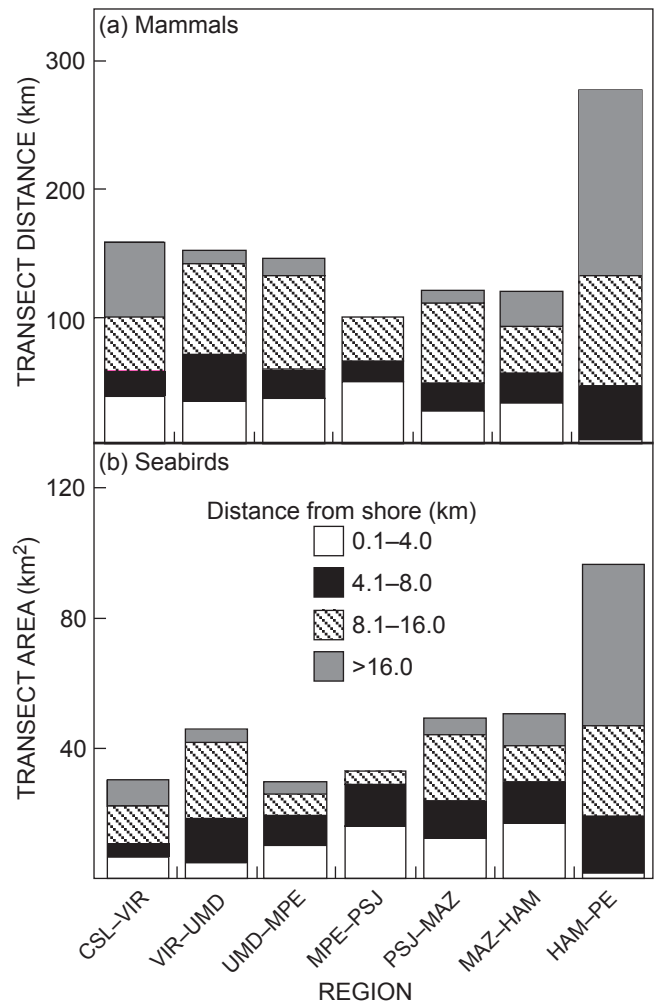 (a) Mammals
300
200
100
TRANSECT DISTANCE (km)
(b) Seabirds
120
80
40
TRANSECT AREA (km²)
Distance from shore (km)
0.1–4.0
4.1–8.0
8.1–16.0
>16.0
CSL–VIR
VIR–UMD
UMD–MPE
MPE–PSJ
PSJ–MAZ
MAZ–HAM
HAM–PE
REGION